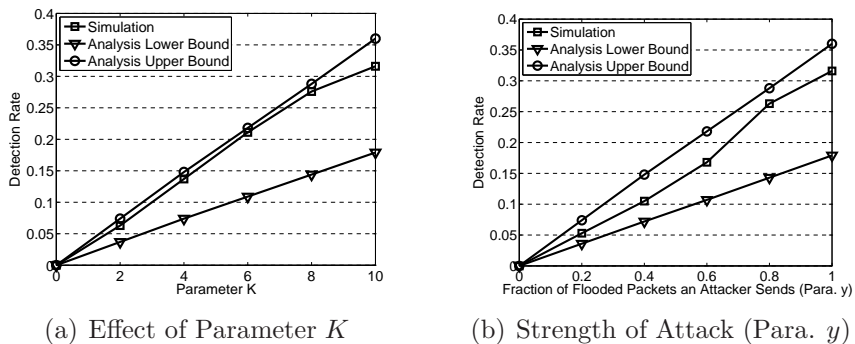 0.4
0.35
0.3
0.25
0.2
0.15
0.1
0.05
0
Detection Rate
Simulation
Analysis Lower Bound
Analysis Upper Bound
0 2 4 6 8 10
Parameter K
(a) Effect of Parameter K
0.4
0.35
0.3
0.25
0.2
0.15
0.1
0.05
0
Detection Rate
Simulation
Analysis Lower Bound
Analysis Upper Bound
0 0.2 0.4 0.6 0.8 1
Fraction of Flooded Packets an Attacker Sends (Para. y)
(b) Strength of Attack (Para. y)